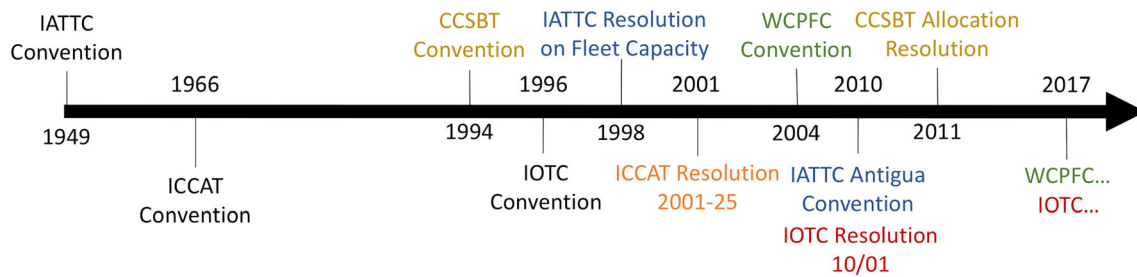 IATTC
Convention
CCSBT
Convention
IATTC Resolution
on Fleet Capacity
WCPFC
Convention
CCSBT Allocation
Resolution
1966
1996
2001
2010
2017
1949
1994
1998
2004
2011
ICCAT
Convention
IOTC
Convention
ICCAT Resolution
2001-25
IATTC Antigua
Convention
IOTC Resolution
10/01
WCPFC...
IOTC...